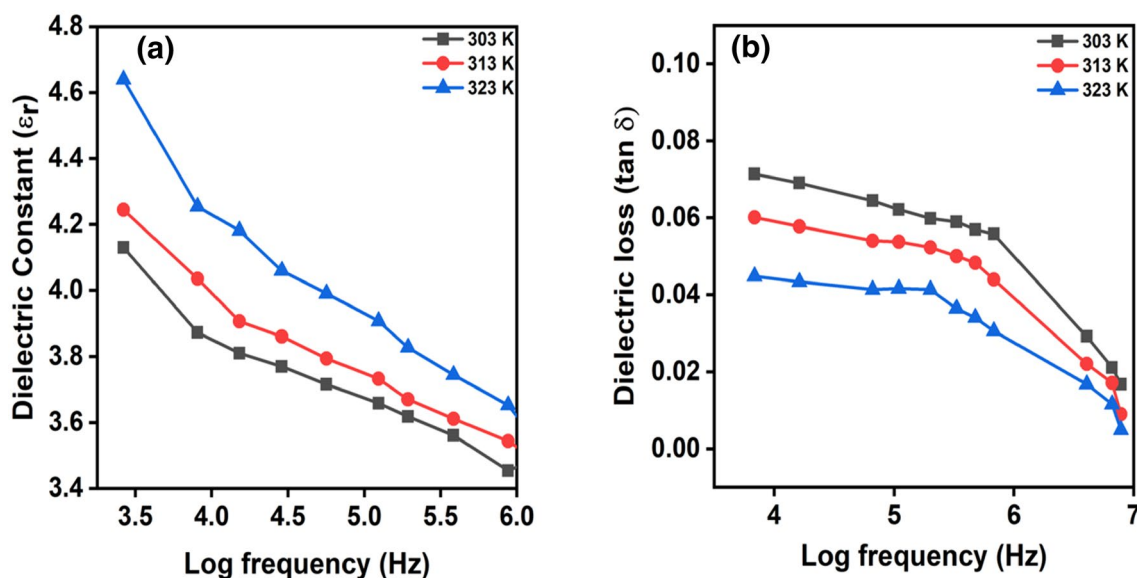 (a)
303 K
313 K
323 K
Dielectric Constant (εr)
4.8
4.6
4.4
4.2
4.0
3.8
3.6
3.4
3.5 4.0 4.5 5.0 5.5 6.0
Log frequency (Hz)
(b)
303 K
313 K
323 K
Dielectric loss (tan δ)
0.10
0.08
0.06
0.04
0.02
0.00
4 5 6 7
Log frequency (Hz)